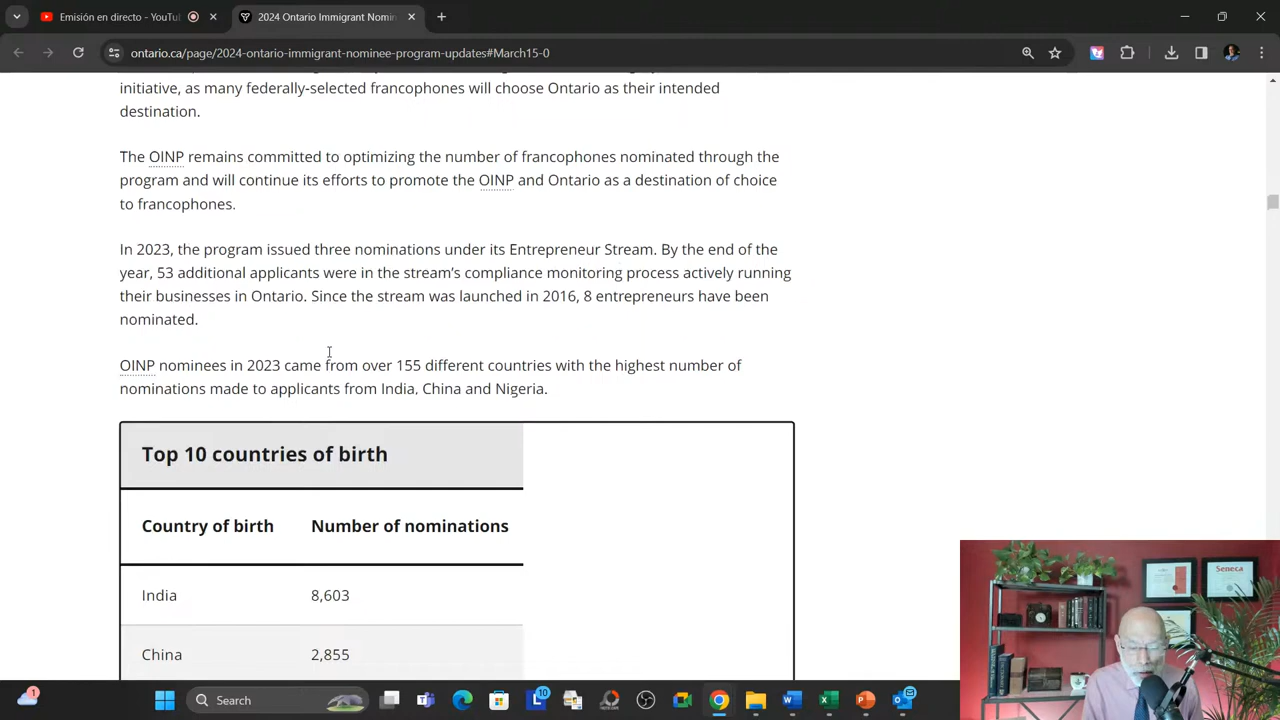 Emisión en directo - YouTu
2024 Ontario Immigrant Nomin
ontario.ca/page/2024-ontario-immigrant-nominee-program-updates#March15-0
initiative, as many federally-selected francophones will choose Ontario as their intended
destination.
The OINP remains committed to optimizing the number of francophones nominated through the
program and will continue its efforts to promote the OINP and Ontario as a destination of choice
to francophones.
In 2023, the program issued three nominations under its Entrepreneur Stream. By the end of the
year, 53 additional applicants were in the stream's compliance monitoring process actively running
their businesses in Ontario. Since the stream was launched in 2016, 8 entrepreneurs have been
nominated.
OINP nominees in 2023 came from over 155 different countries with the highest number of
nominations made to applicants from India, China and Nigeria.
Top 10 countries of birth
Country of birth Number of nominations
India 8,603
China 2,855
Seneca
1
Search
10